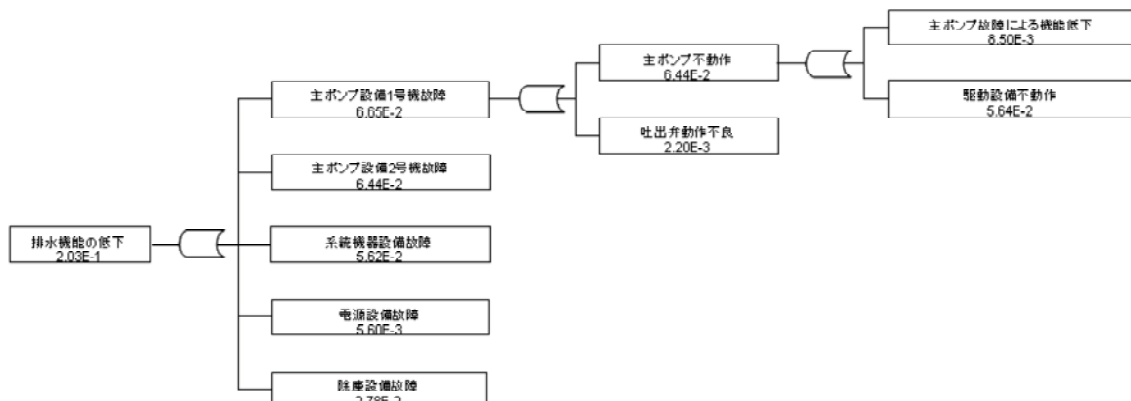 主ポンプ故障による機能低下
8.50E-3
主ポンプ不動作
6.44E-2
主ポンプ設備1号機故障
6.65E-2
駆動設備不動作
5.64E-2
吐出弁動作不良
2.20E-3
主ポンプ設備2号機故障
6.44E-2
排水機能の低下
2.03E-1
系統機器設備故障
5.62E-2
電源設備故障
5.60E-3
除塵設備故障